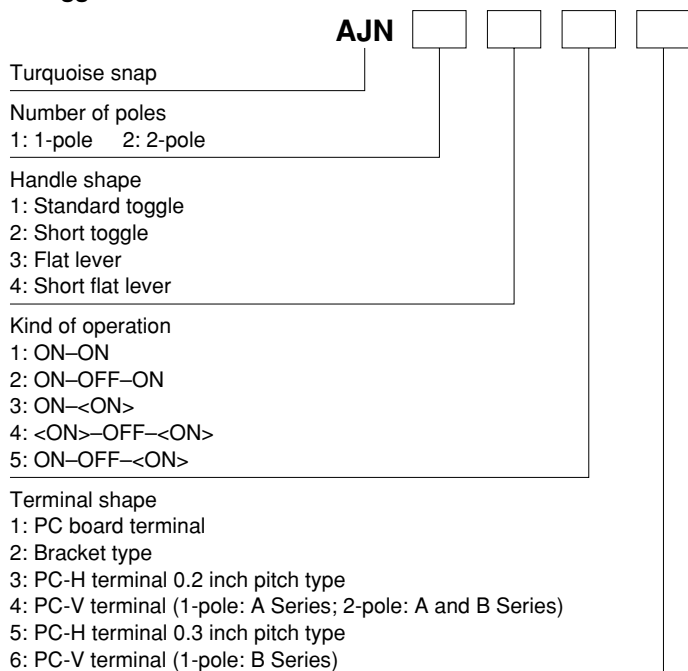 AJN
Turquoise snap
Number of poles
1: 1-pole 2: 2-pole
Handle shape
1: Standard toggle
2: Short toggle
3: Flat lever
4: Short flat lever
Kind of operation
1: ON–ON
2: ON–OFF–ON
3: ON–<ON>
4: <ON>–OFF–<ON>
5: ON–OFF–<ON>
Terminal shape
1: PC board terminal
2: Bracket type
3: PC-H terminal 0.2 inch pitch type
4: PC-V terminal (1-pole: A Series; 2-pole: A and B Series)
5: PC-H terminal 0.3 inch pitch type
6: PC-V terminal (1-pole: B Series)